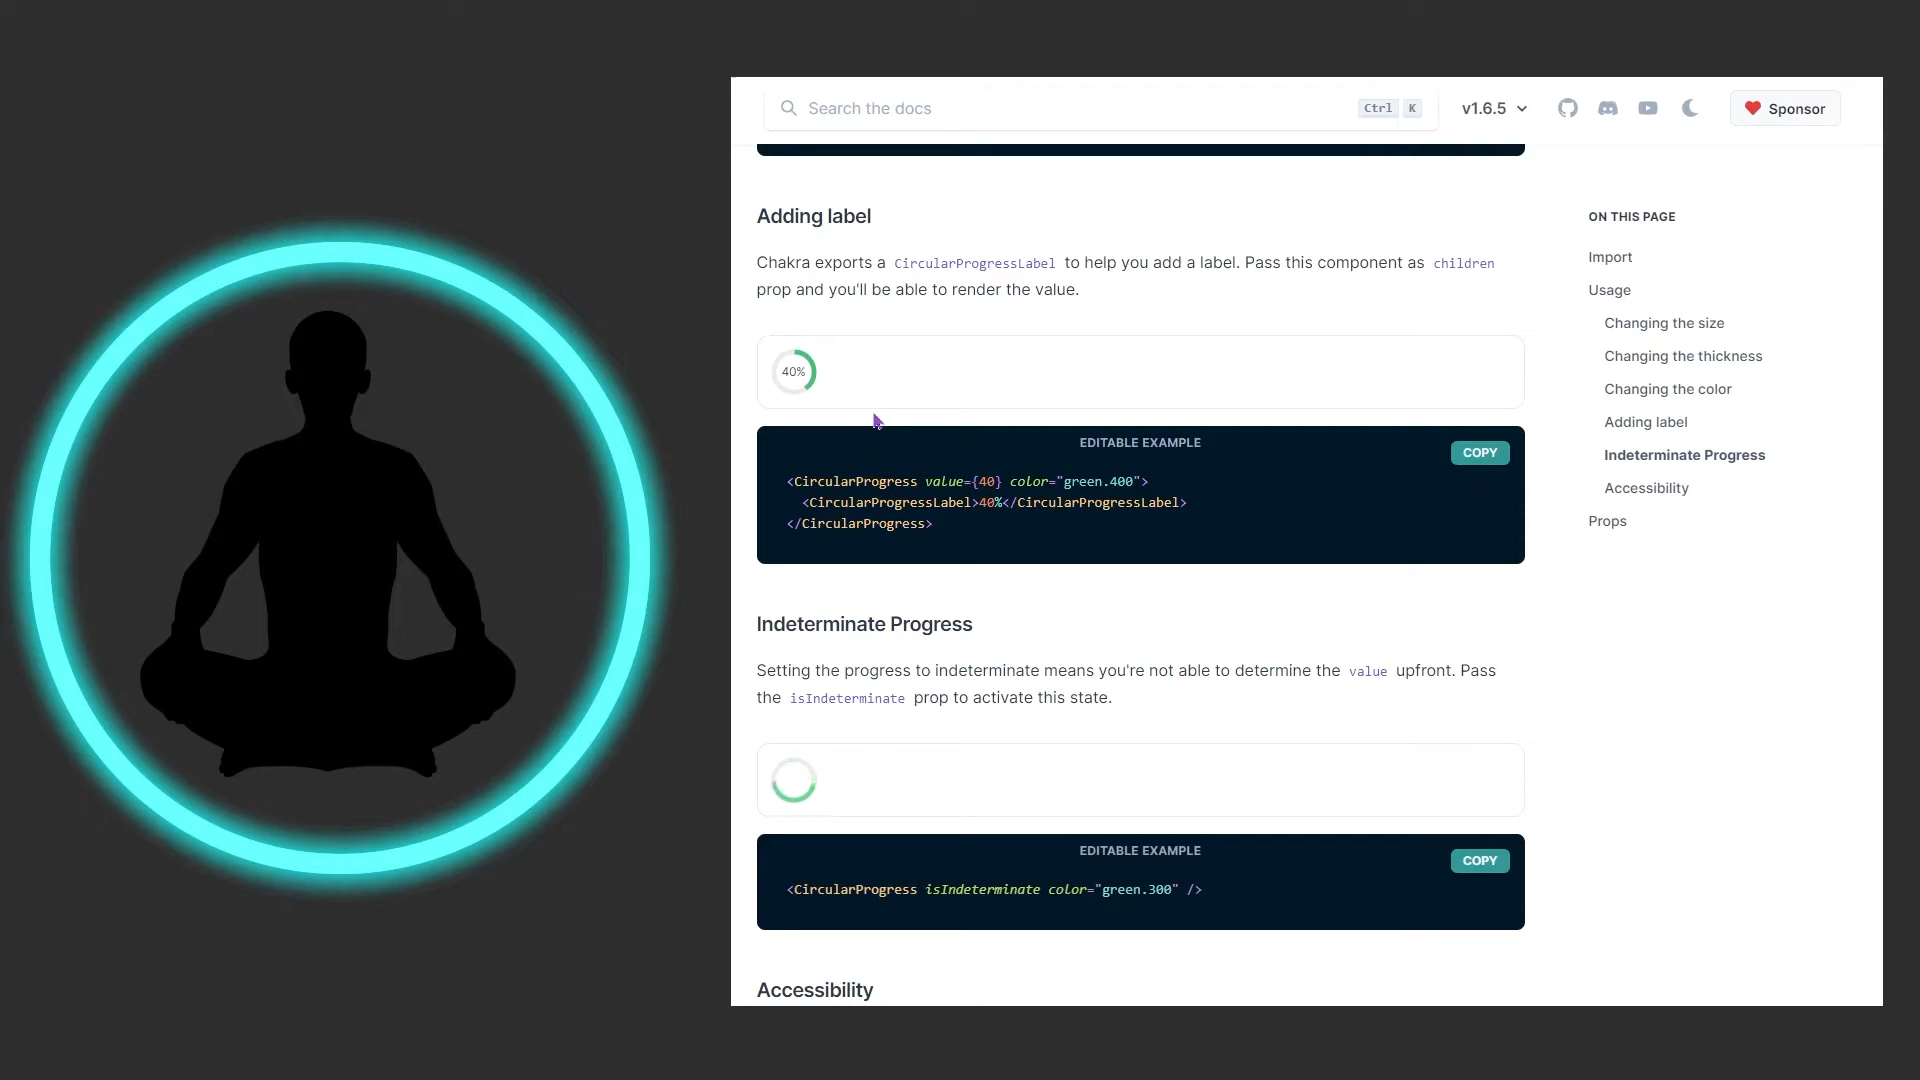 Search the docs
Ctrl K
v1.6.5
Sponsor
Adding label
Chakra exports a CircularProgressLabel to help you add a label. Pass this component as children
prop and you'll be able to render the value.
40%
EDITABLE EXAMPLE
COPY
<CircularProgress value={40} color="green.400">
<CircularProgressLabel>40%</CircularProgressLabel>
</CircularProgress>
Indeterminate Progress
Setting the progress to indeterminate means you're not able to determine the value upfront. Pass
the isIndeterminate prop to activate this state.
EDITABLE EXAMPLE
COPY
<CircularProgress isIndeterminate color="green.300" />
Accessibility
ON THIS PAGE
Import
Usage
Changing the size
Changing the thickness
Changing the color
Adding label
Indeterminate Progress
Accessibility
Props